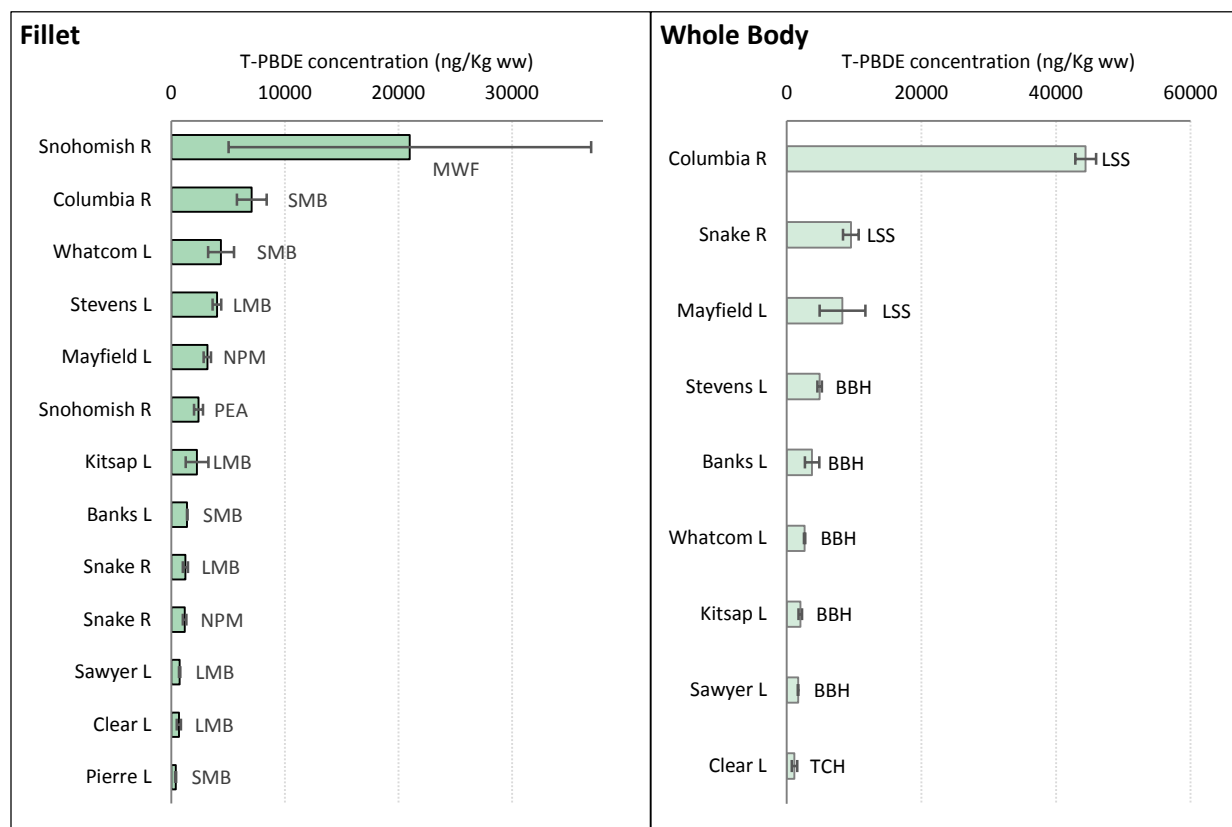 Fillet
T-PBDE concentration (ng/Kg ww)
0 10000 20000 30000
Snohomish R MWF
Columbia R SMB
Whatcom L SMB
Stevens L LMB
Mayfield L NPM
Snohomish R PEA
Kitsap L LMB
Banks L SMB
Snake R LMB
Snake R NPM
Sawyer L LMB
Clear L LMB
Pierre L SMB
Whole Body
T-PBDE concentration (ng/Kg ww)
0 20000 40000 60000
Columbia R LSS
Snake R LSS
Mayfield L LSS
Stevens L BBH
Banks L BBH
Whatcom L BBH
Kitsap L BBH
Sawyer L BBH
Clear L TCH